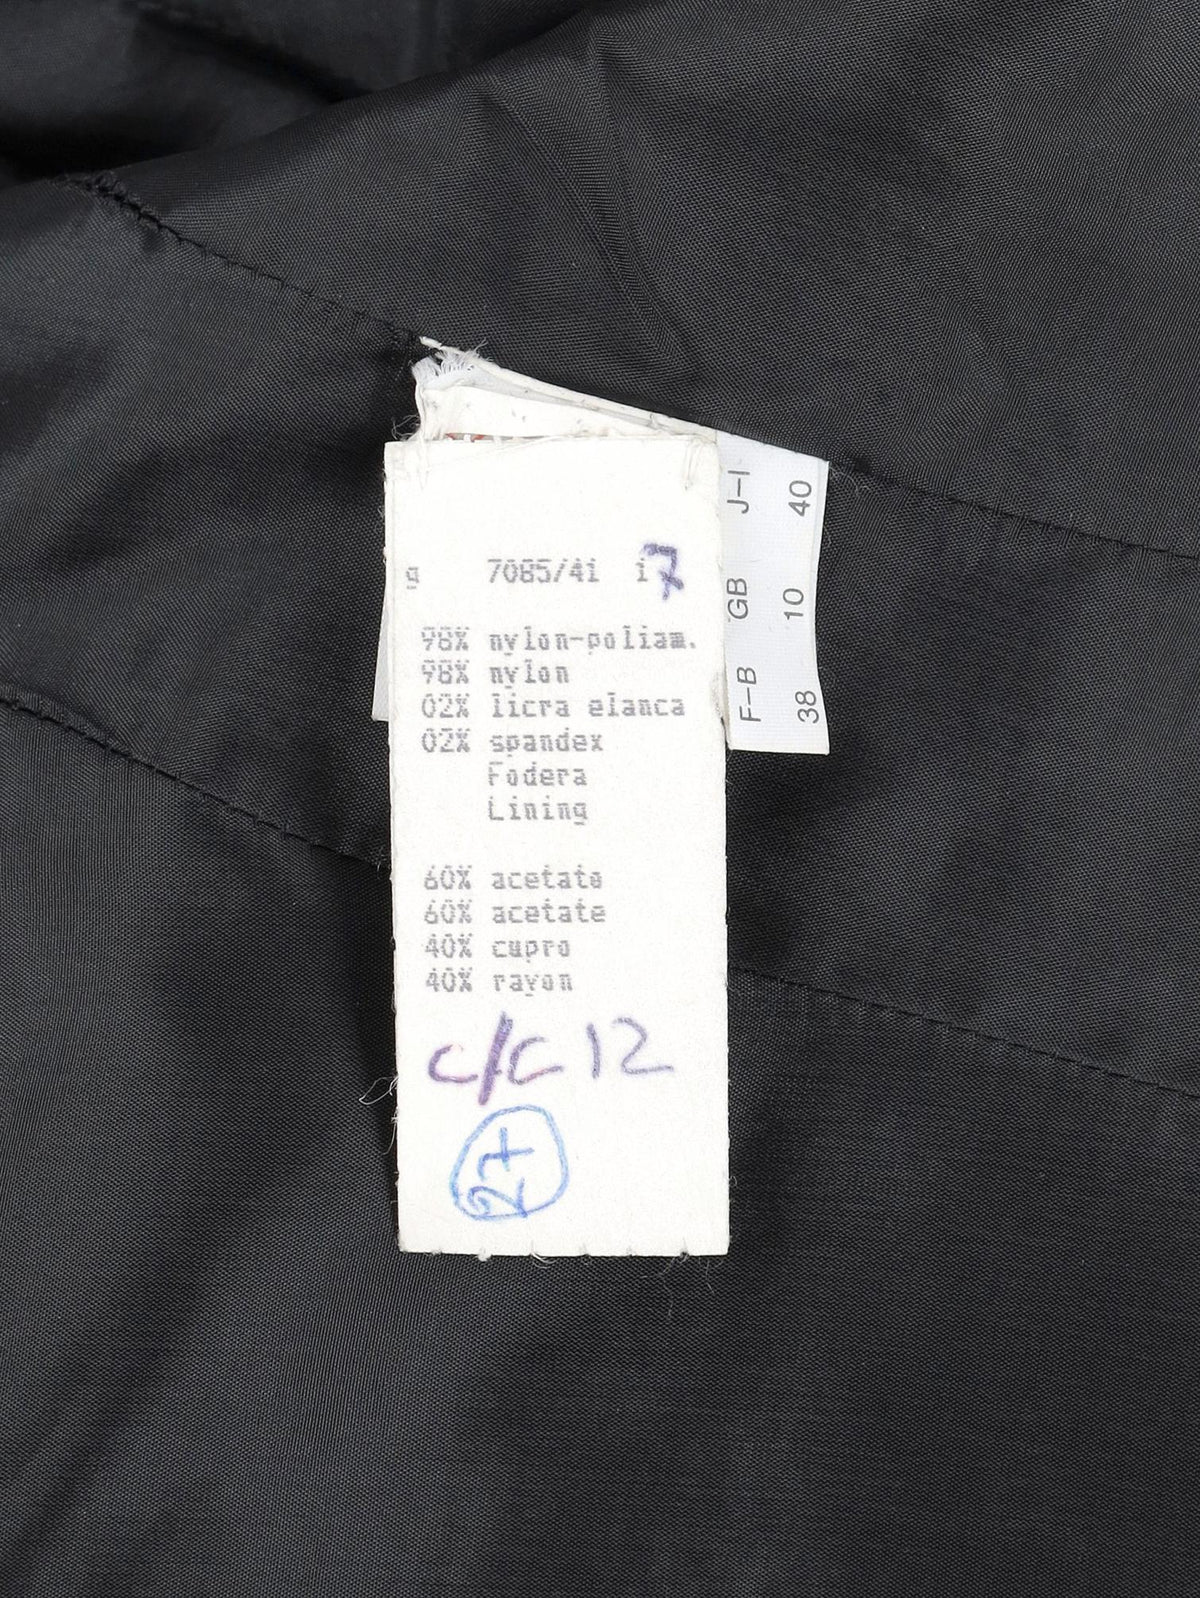 g 7085/4i i7
98% nylon-poliam.
98% nylon
02% licra elanca
02% spandex
Fodera
Lining
60% acetato
60% acetate
40% cupro
40% rayon
c/c 12
27
J-I 40
GB 10
F-B 38